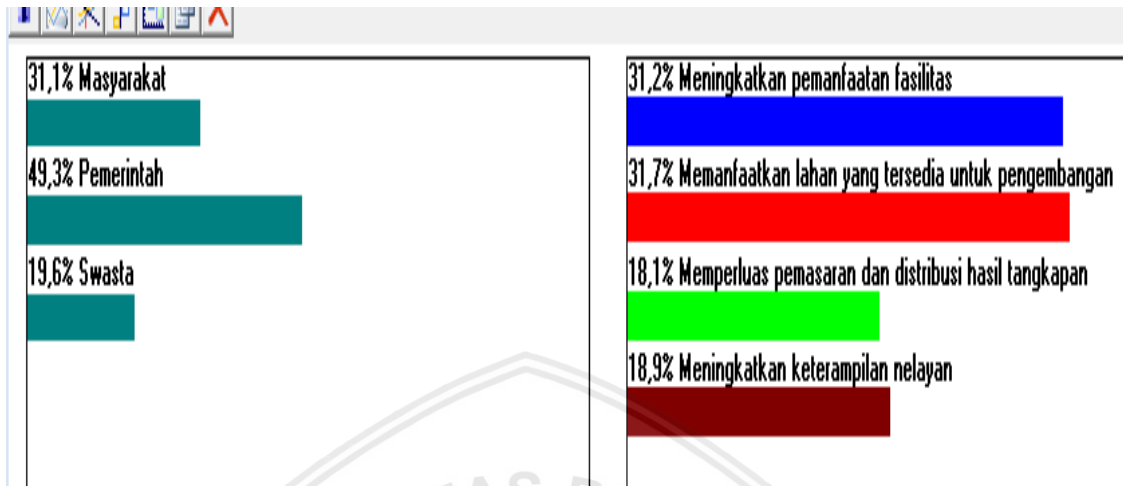 31,1% Masyarakat
49,3% Pemerintah
19,6% Swasta
31,2% Meningkatkan pemanfaatan fasilitas
31,7% Memanfaatkan lahan yang tersedia untuk pengembangan
18,1% Memperluas pemasaran dan distribusi hasil tangkapan
18,9% Meningkatkan keterampilan nelayan